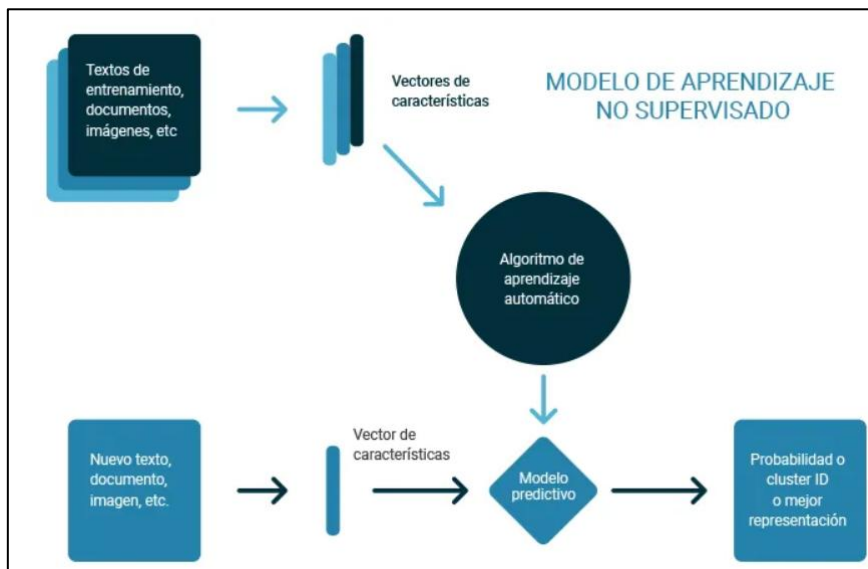 Textos de
entrenamiento,
documentos,
imágenes, etc
Vectores de
características
MODELO DE APRENDIZAJE
NO SUPERVISADO
Algoritmo de
aprendizaje
automático
Nuevo texto,
documento,
imagen, etc.
Vector de
características
Modelo
predictivo
Probabilidad o
cluster ID
o mejor
representación